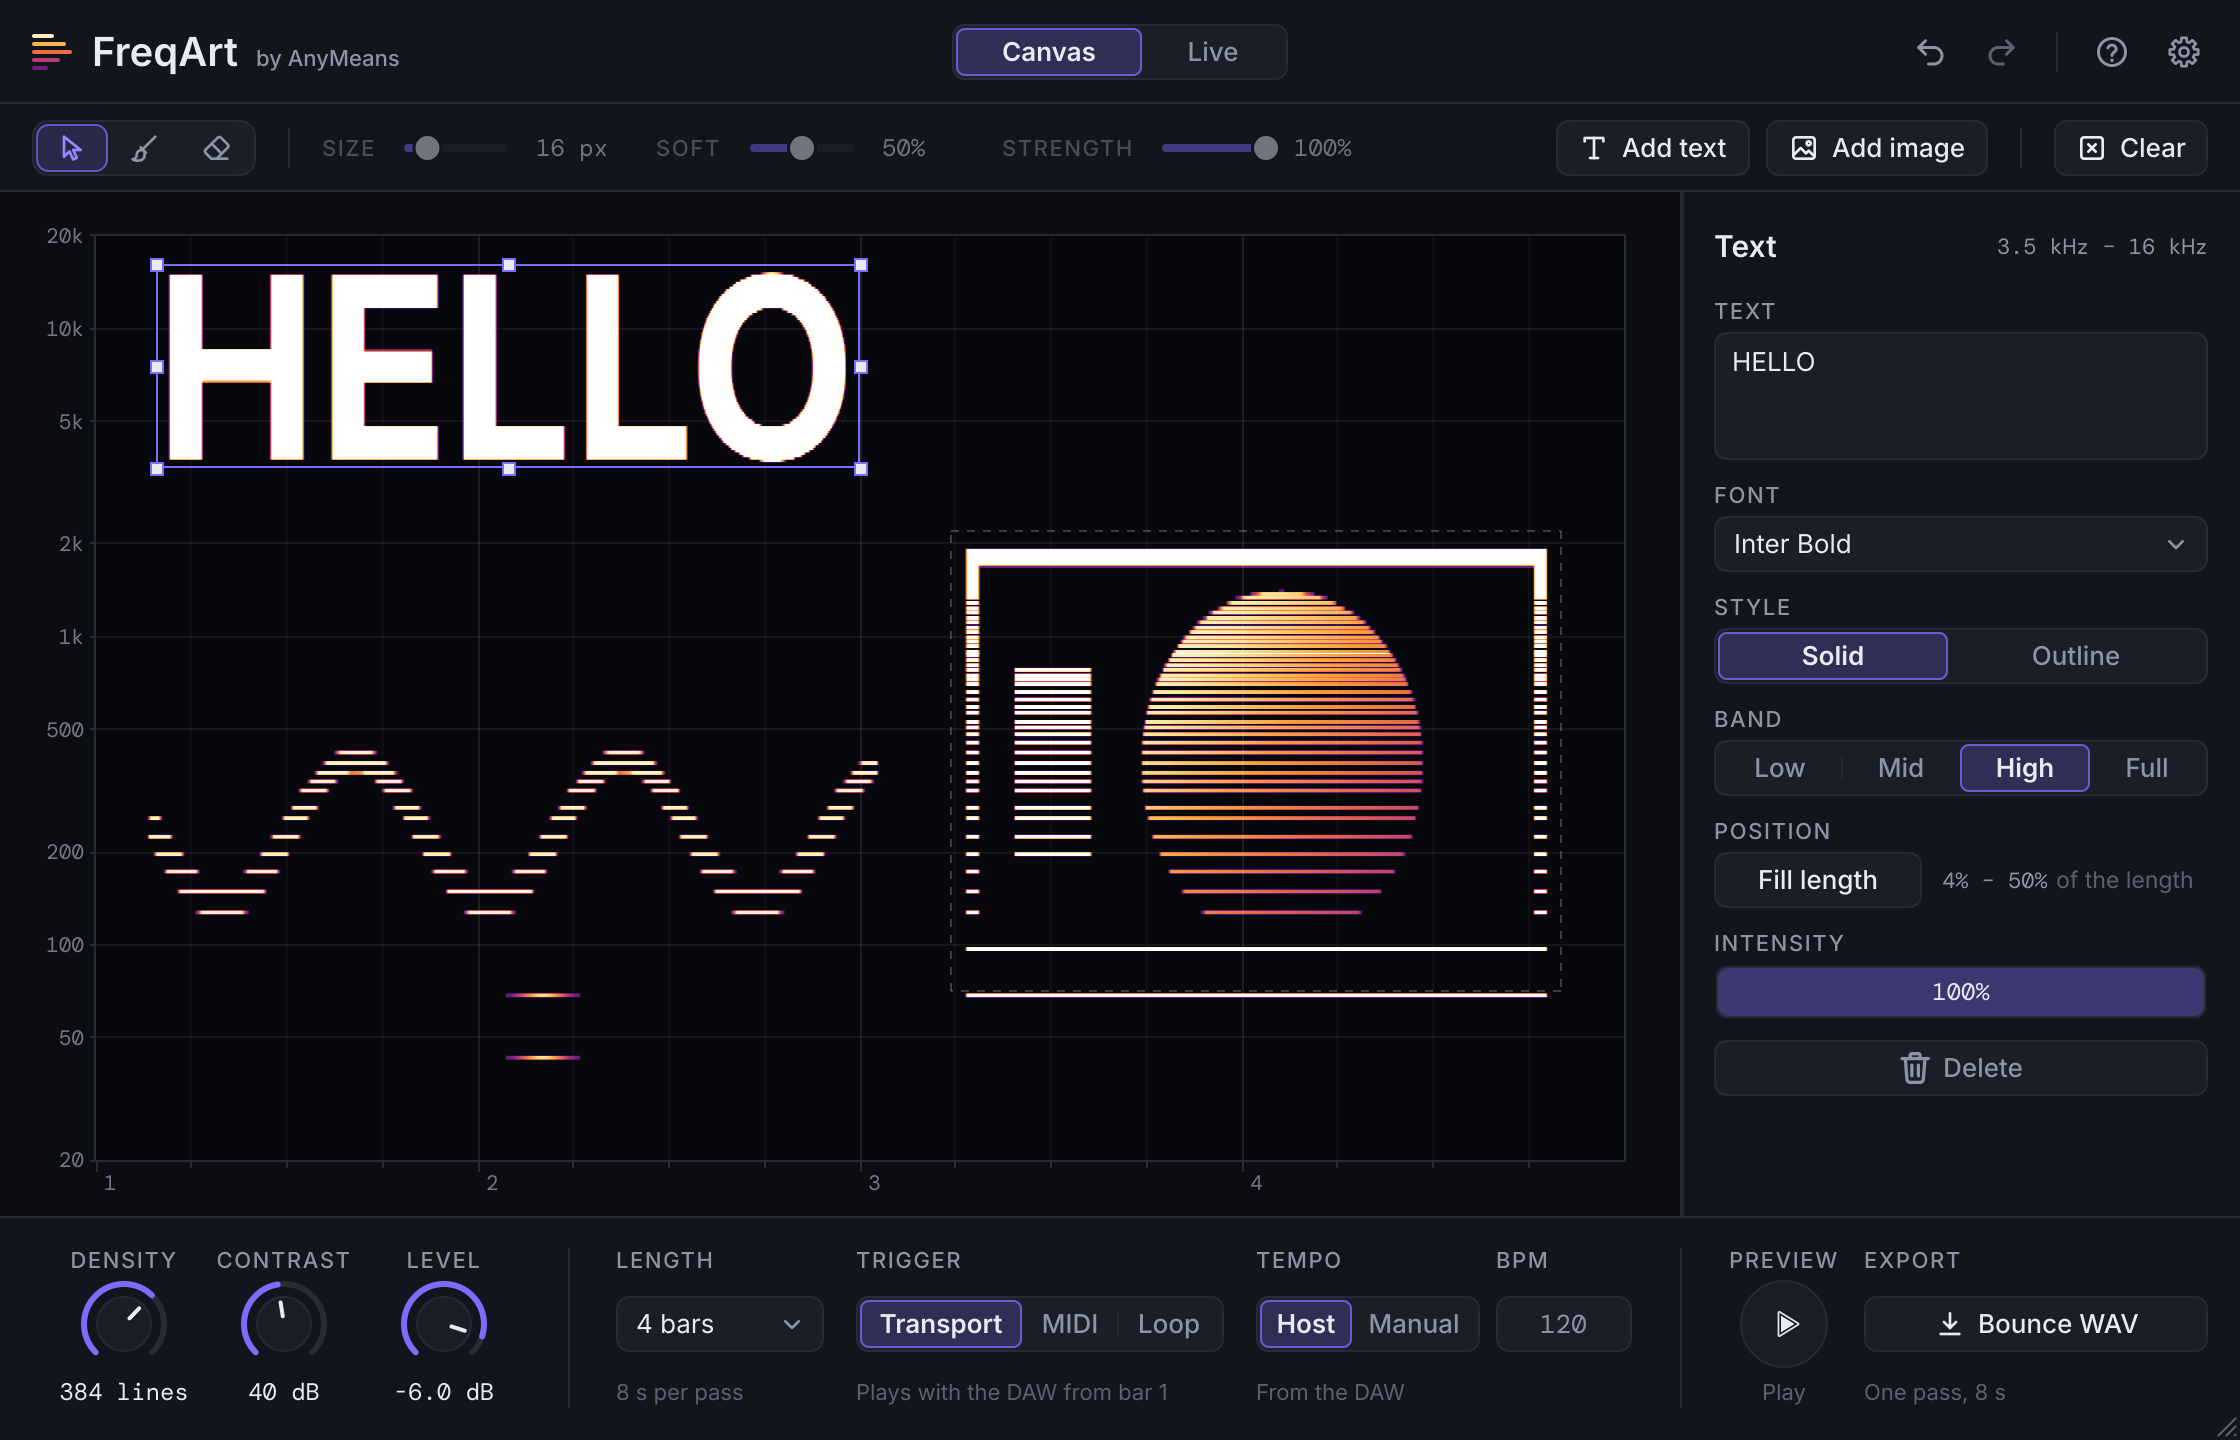 FreqArt by AnyMeans
Canvas Live
SIZE 16 px SOFT 50% STRENGTH 100%
Add text Add image Clear
20k
10k
5k
2k
1k
500
200
100
50
20
1 2 3 4
HELLO
Text 3.5 kHz - 16 kHz
TEXT
HELLO
FONT
Inter Bold
STYLE
Solid Outline
BAND
Low Mid High Full
POSITION
Fill length 4% - 50% of the length
INTENSITY
100%
Delete
DENSITY CONTRAST LEVEL
384 lines 40 dB -6.0 dB
LENGTH
4 bars
8 s per pass
TRIGGER
Transport MIDI Loop
Plays with the DAW from bar 1
TEMPO
Host Manual
From the DAW
BPM
120
PREVIEW
Play
EXPORT
Bounce WAV
One pass, 8 s